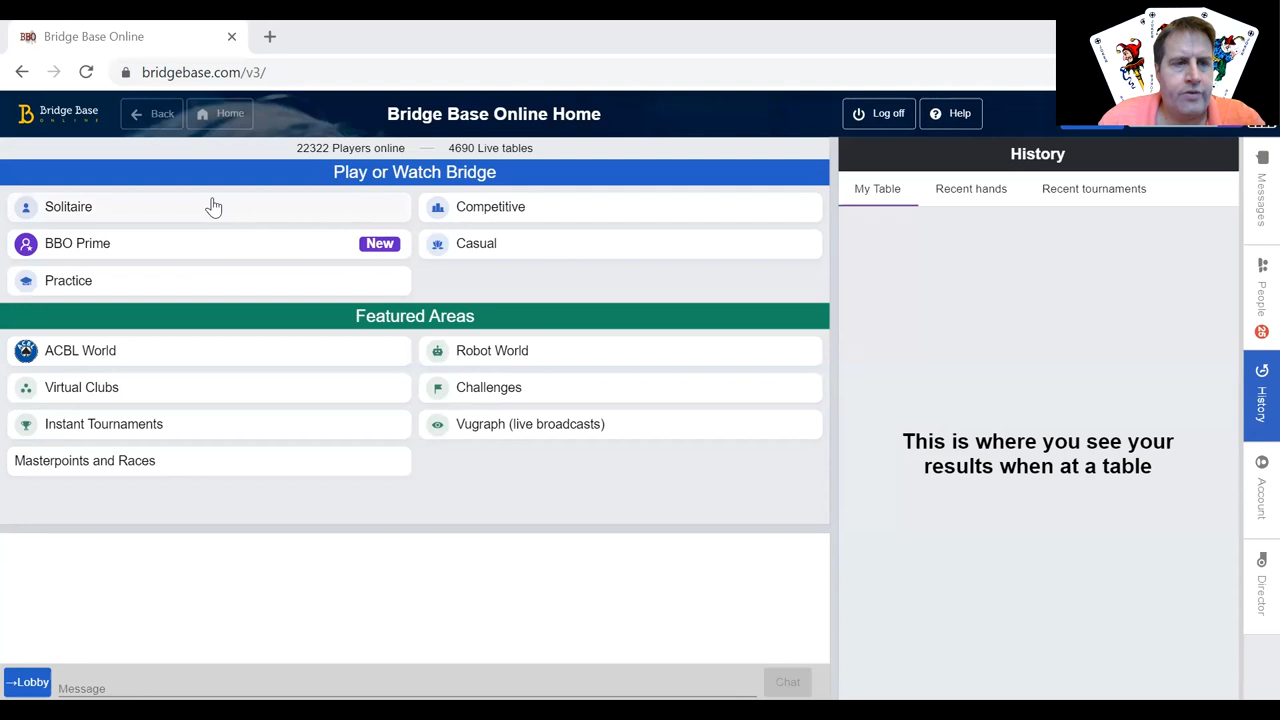 Bridge Base Online
bridgebase.com/v3/
Bridge Base
ONLINE
Back
Home
Bridge Base Online Home
Log off
Help
22322 Players online
4690 Live tables
Play or Watch Bridge
Solitaire
Competitive
BBO Prime
New
Casual
Practice
Featured Areas
ACBL World
Robot World
Virtual Clubs
Challenges
Instant Tournaments
Vugraph (live broadcasts)
Masterpoints and Races
→Lobby
Message
Chat
History
My Table
Recent hands
Recent tournaments
This is where you see your
results when at a table
Messages
People
26
History
Account
Director